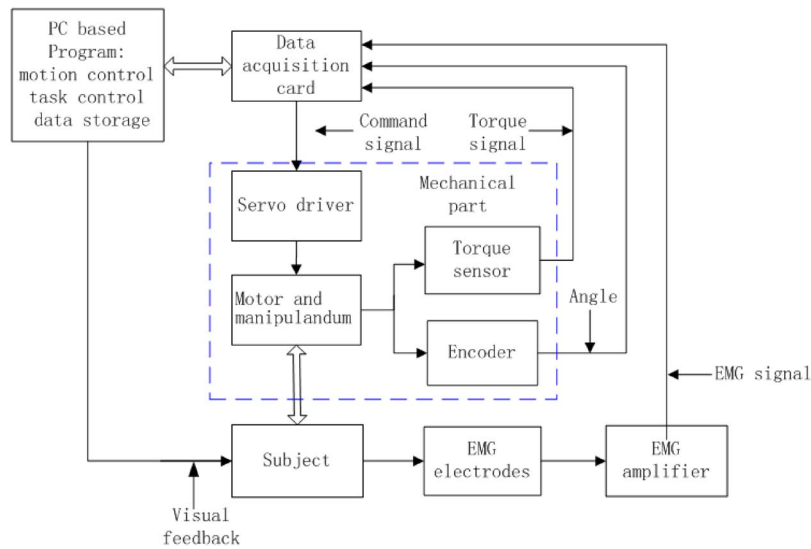 PC based
Program:
motion control
task control
data storage
Data
acquisition
card
Command
signal
Torque
signal
Mechanical
part
Servo driver
Torque
sensor
Motor and
manipulandum
Angle
Encoder
EMG signal
Subject
EMG
electrodes
EMG
amplifier
Visual
feedback